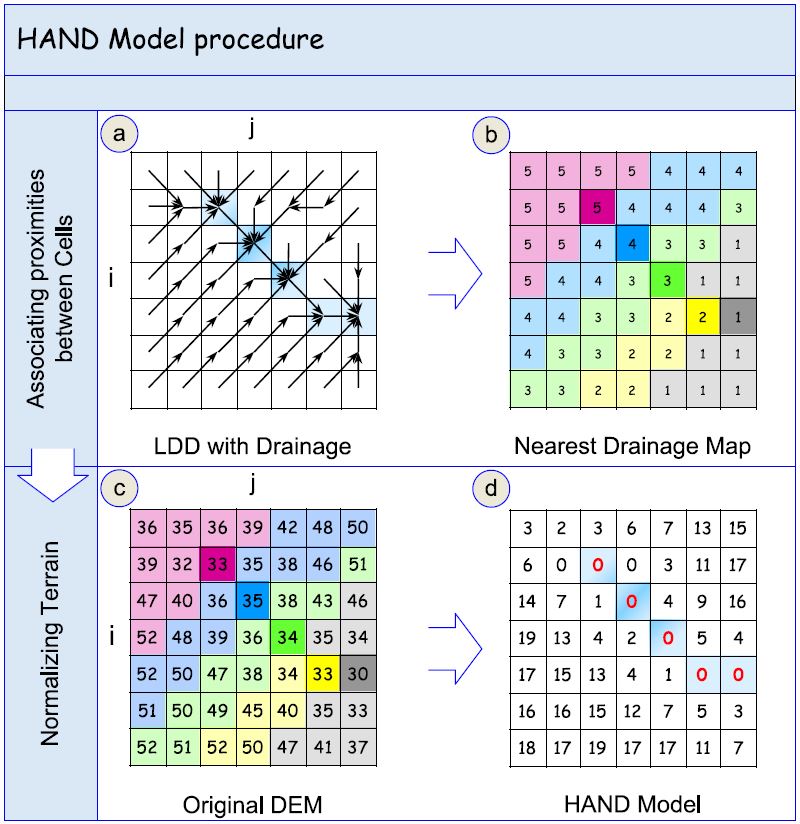 HAND Model procedure
Associating proximities
between Cells
a
j
i
LDD with Drainage
b
5 5 5 5 4 4 4
5 5 5 4 4 4 3
5 5 4 4 3 3 1
5 4 4 3 3 1 1
4 4 3 3 2 2 1
4 3 3 2 2 1 1
3 3 2 2 1 1 1
Nearest Drainage Map
Normalizing Terrain
c
j
i
36 35 36 39 42 48 50
39 32 33 35 38 46 51
47 40 36 35 38 43 46
52 48 39 36 34 35 34
52 50 47 38 34 33 30
51 50 49 45 40 35 33
52 51 52 50 47 41 37
Original DEM
d
3 2 3 6 7 13 15
6 0 0 0 3 11 17
14 7 1 0 4 9 16
19 13 4 2 0 5 4
17 15 13 4 1 0 0
16 16 15 12 7 5 3
18 17 19 17 17 11 7
HAND Model